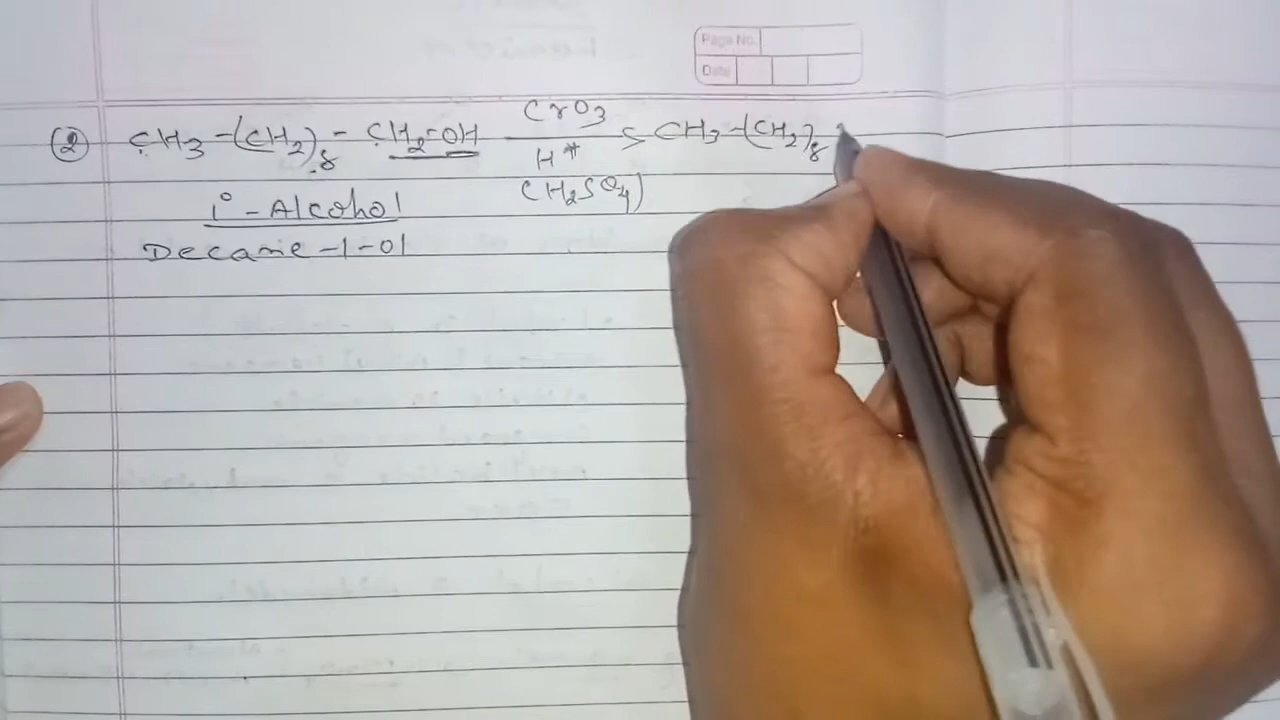 Page No.
Date
② CH3-(CH2)8-CH2-OH CrO3 > CH3-(CH2)8
H+
(H2SO4)
1°-Alcohol
Decane-1-ol